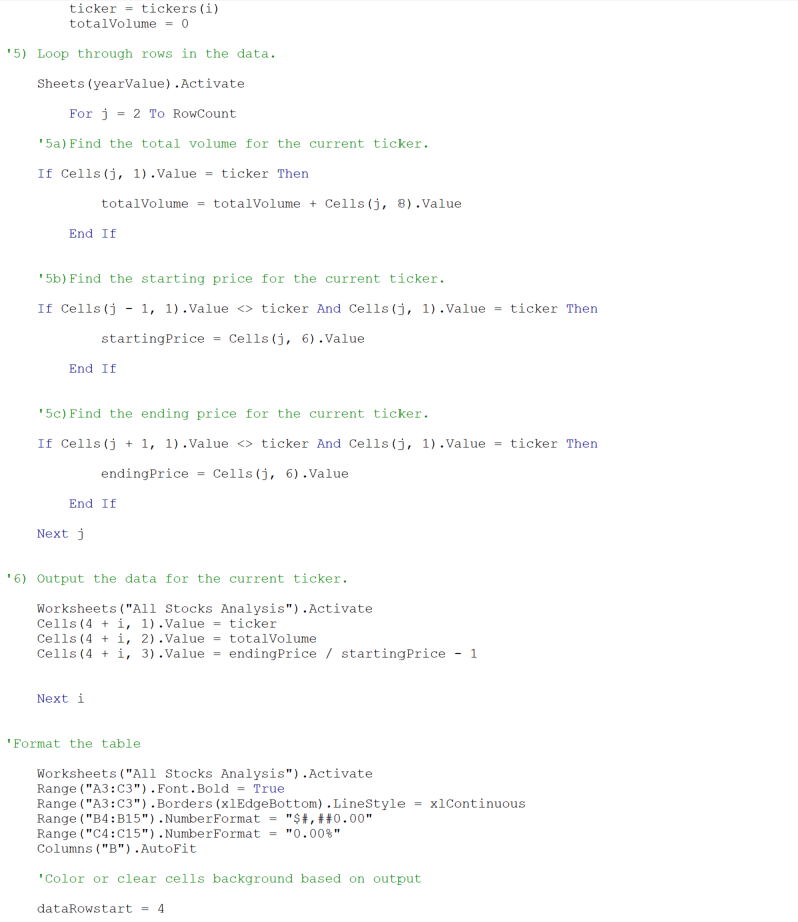 ticker = tickers(i)
totalVolume = 0
'5) Loop through rows in the data.
Sheets(yearValue).Activate
For j = 2 To RowCount
'5a)Find the total volume for the current ticker.
If Cells(j, 1).Value = ticker Then
totalVolume = totalVolume + Cells(j, 8).Value
End If
'5b)Find the starting price for the current ticker.
If Cells(j - 1, 1).Value <> ticker And Cells(j, 1).Value = ticker Then
startingPrice = Cells(j, 6).Value
End If
'5c)Find the ending price for the current ticker.
If Cells(j + 1, 1).Value <> ticker And Cells(j, 1).Value = ticker Then
endingPrice = Cells(j, 6).Value
End If
Next j
'6) Output the data for the current ticker.
Worksheets("All Stocks Analysis").Activate
Cells(4 + i, 1).Value = ticker
Cells(4 + i, 2).Value = totalVolume
Cells(4 + i, 3).Value = endingPrice / startingPrice - 1
Next i
'Format the table
Worksheets("All Stocks Analysis").Activate
Range("A3:C3").Font.Bold = True
Range("A3:C3").Borders(xlEdgeBottom).LineStyle = xlContinuous
Range("B4:B15").NumberFormat = "$#,##0.00"
Range("C4:C15").NumberFormat = "0.00%"
Columns("B").AutoFit
'Color or clear cells background based on output
dataRowstart = 4